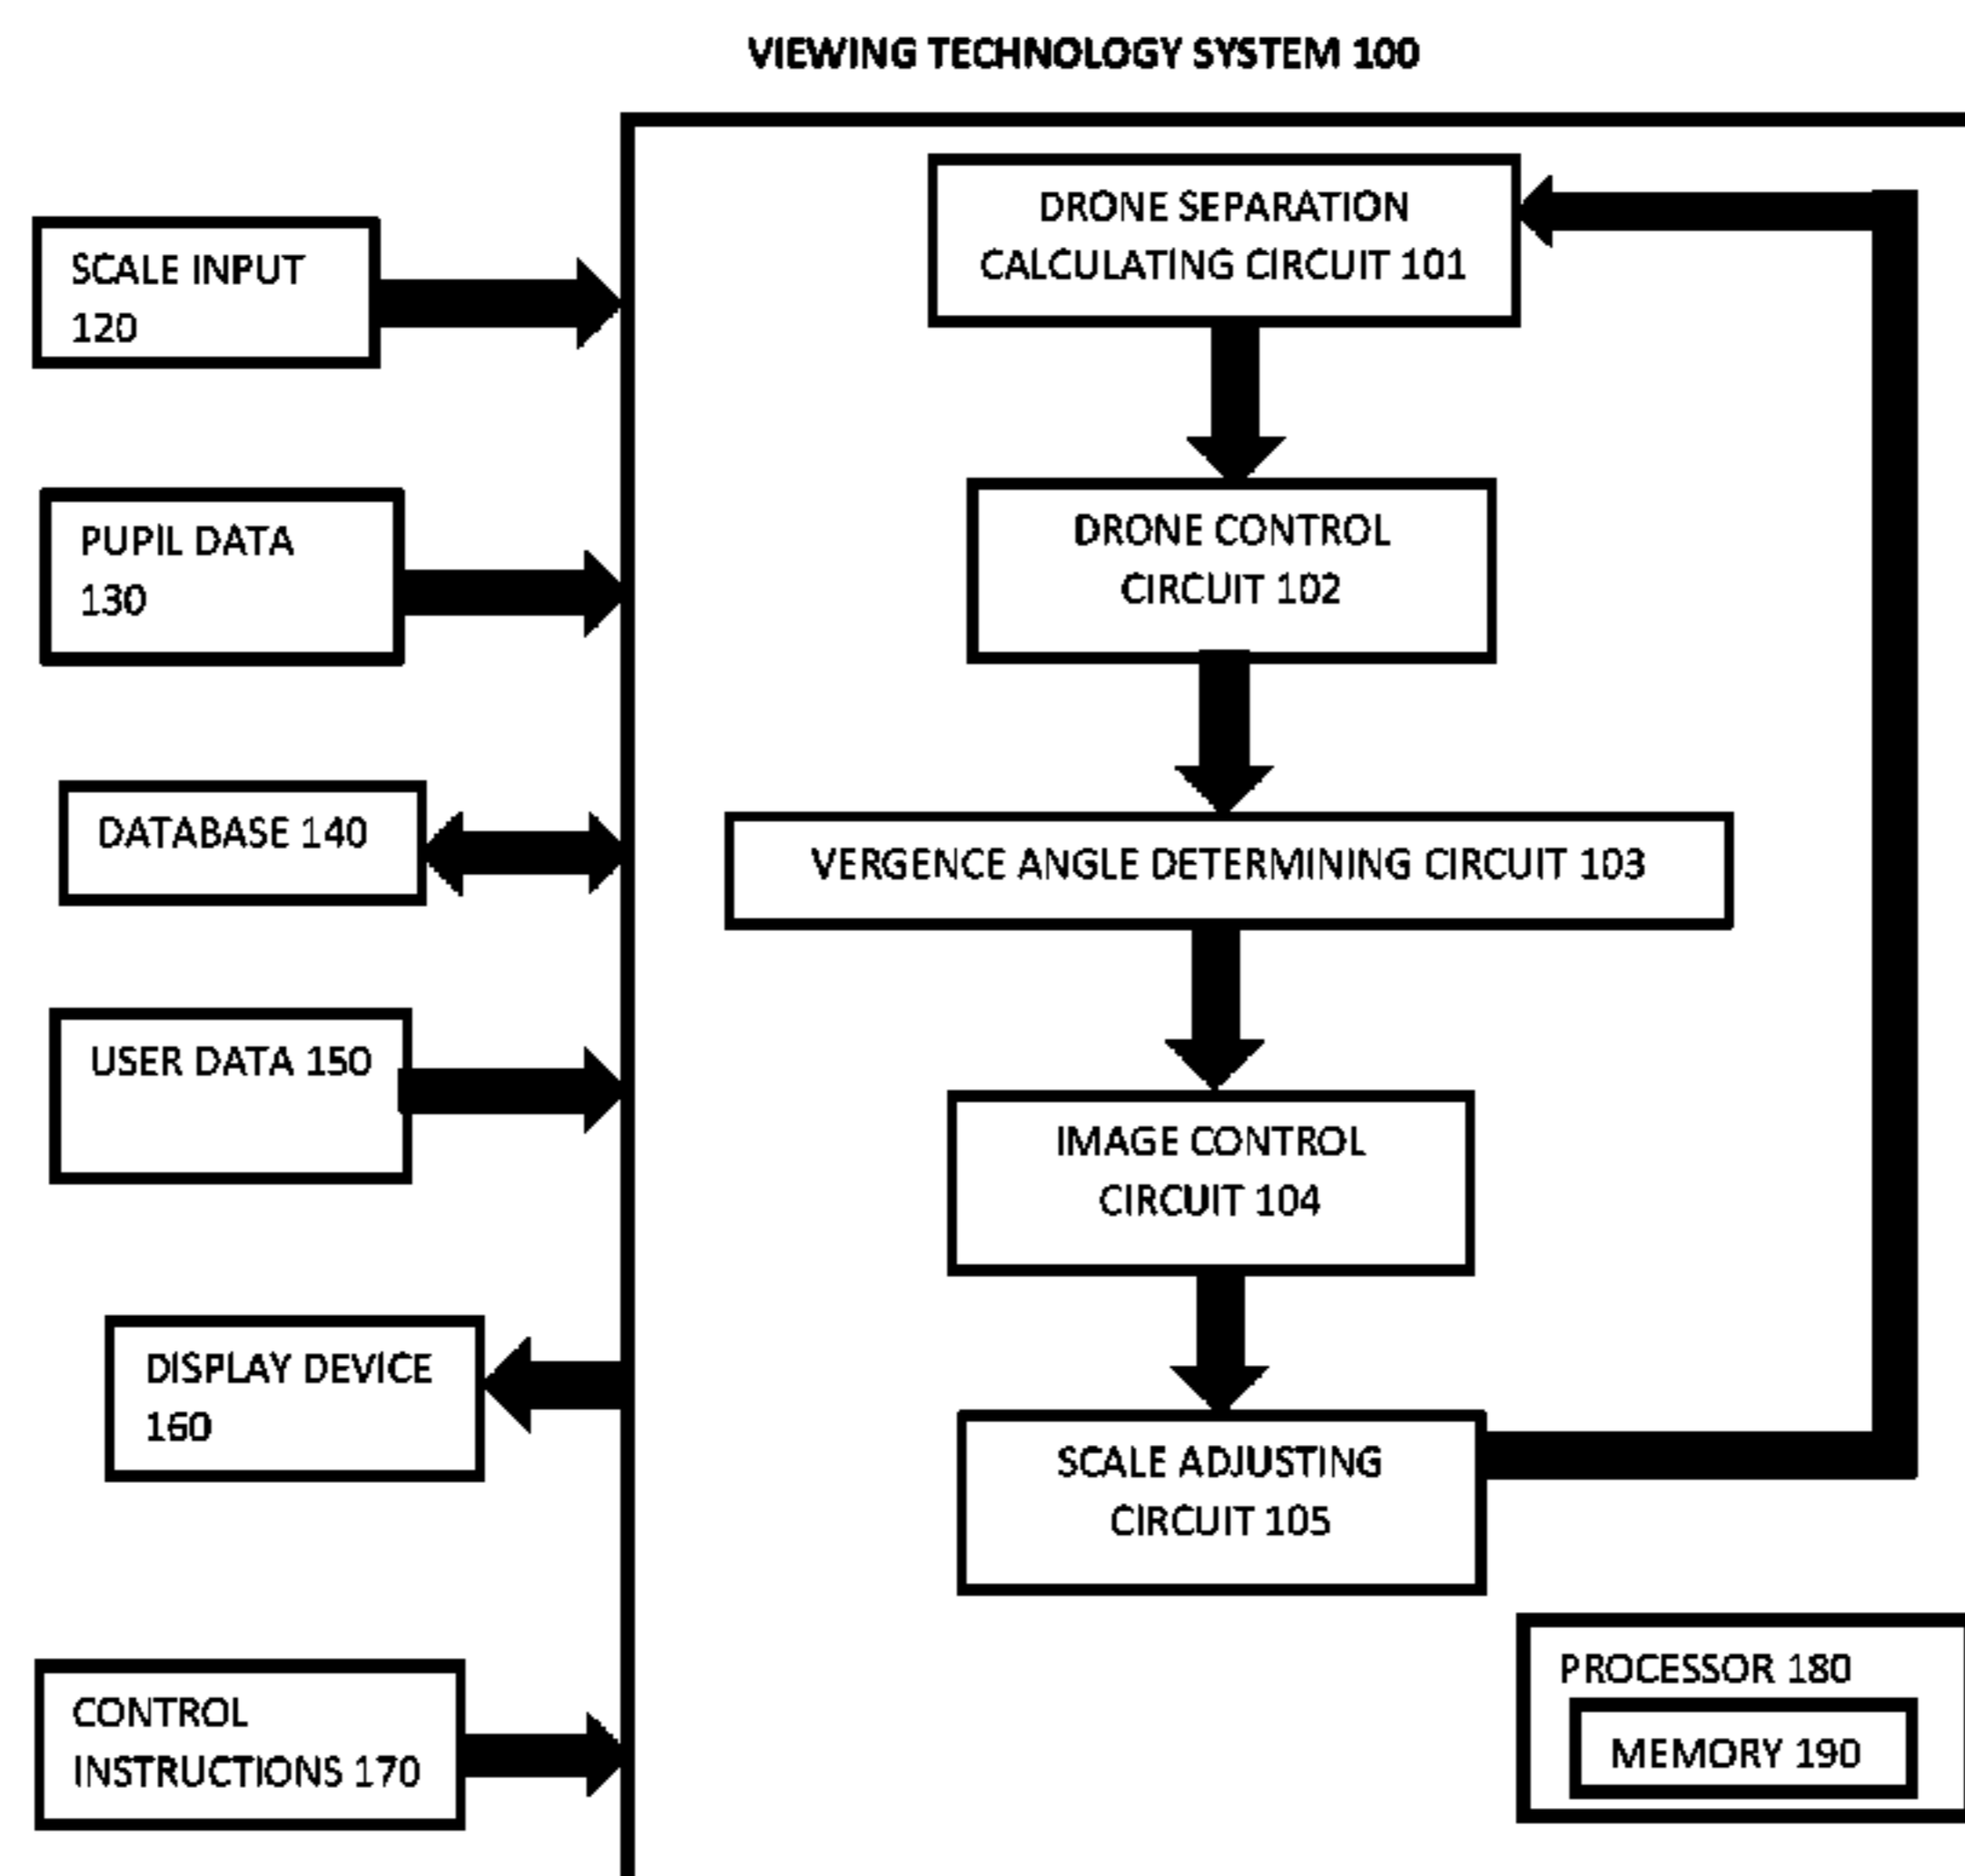 VIEWING TECHNOLOGY SYSTEM 100
SCALE INPUT
120
PUPIL DATA
130
DATABASE 140
USER DATA 150
DISPLAY DEVICE
160
CONTROL
INSTRUCTIONS 170
DRONE SEPARATION
CALCULATING CIRCUIT 101
DRONE CONTROL
CIRCUIT 102
VERGENCE ANGLE DETERMINING CIRCUIT 103
IMAGE CONTROL
CIRCUIT 104
SCALE ADJUSTING
CIRCUIT 105
PROCESSOR 180
MEMORY 190